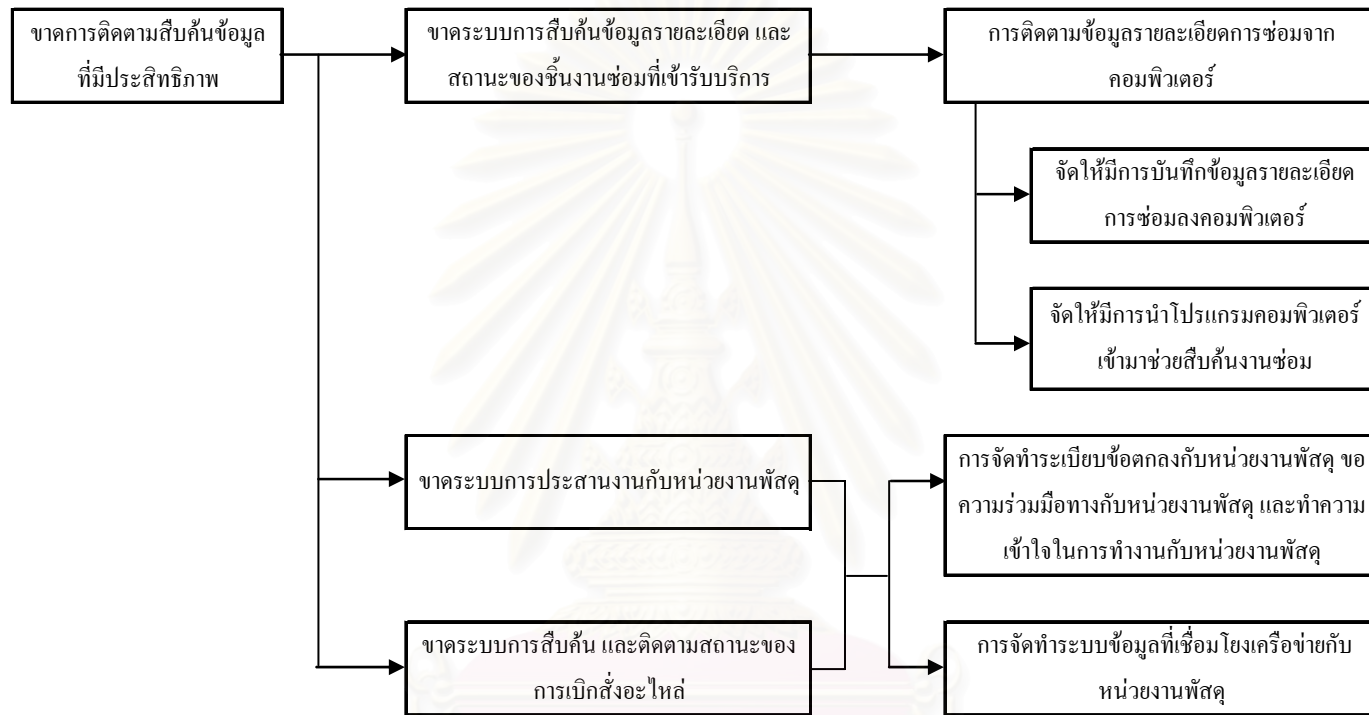 ขาดการติดตามสืบค้นข้อมูล
ที่มีประสิทธิภาพ
ขาดระบบการสืบค้นข้อมูลรายละเอียด และ
สถานะของชิ้นงานซ่อมที่เข้ารับบริการ
การติดตามข้อมูลรายละเอียดการซ่อมจาก
คอมพิวเตอร์
จัดให้มีการบันทึกข้อมูลรายละเอียด
การซ่อมลงคอมพิวเตอร์
จัดให้มีการนำโปรแกรมคอมพิวเตอร์
เข้ามาช่วยสืบค้นงานซ่อม
ขาดระบบการประสานงานกับหน่วยงานพัสดุ
การจัดทำระเบียบข้อตกลงกับหน่วยงานพัสดุ ขอ
ความร่วมมือทางกับหน่วยงานพัสดุ และทำความ
เข้าใจในการทำงานกับหน่วยงานพัสดุ
ขาดระบบการสืบค้น และติดตามสถานะของ
การเบิกสั่งอะไหล่
การจัดทำระบบข้อมูลที่เชื่อมโยงเครือข่ายกับ
หน่วยงานพัสดุ